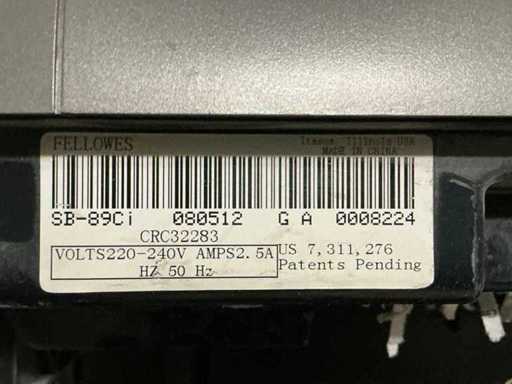 FELLOWES
Itasca, Illinois USA
MADE IN CHINA
SB-89Ci 080512 G A 0008224
CRC32283
VOLTS220-240V AMPS2.5A
HZ 50 Hz
US 7,311,276
Patents Pending